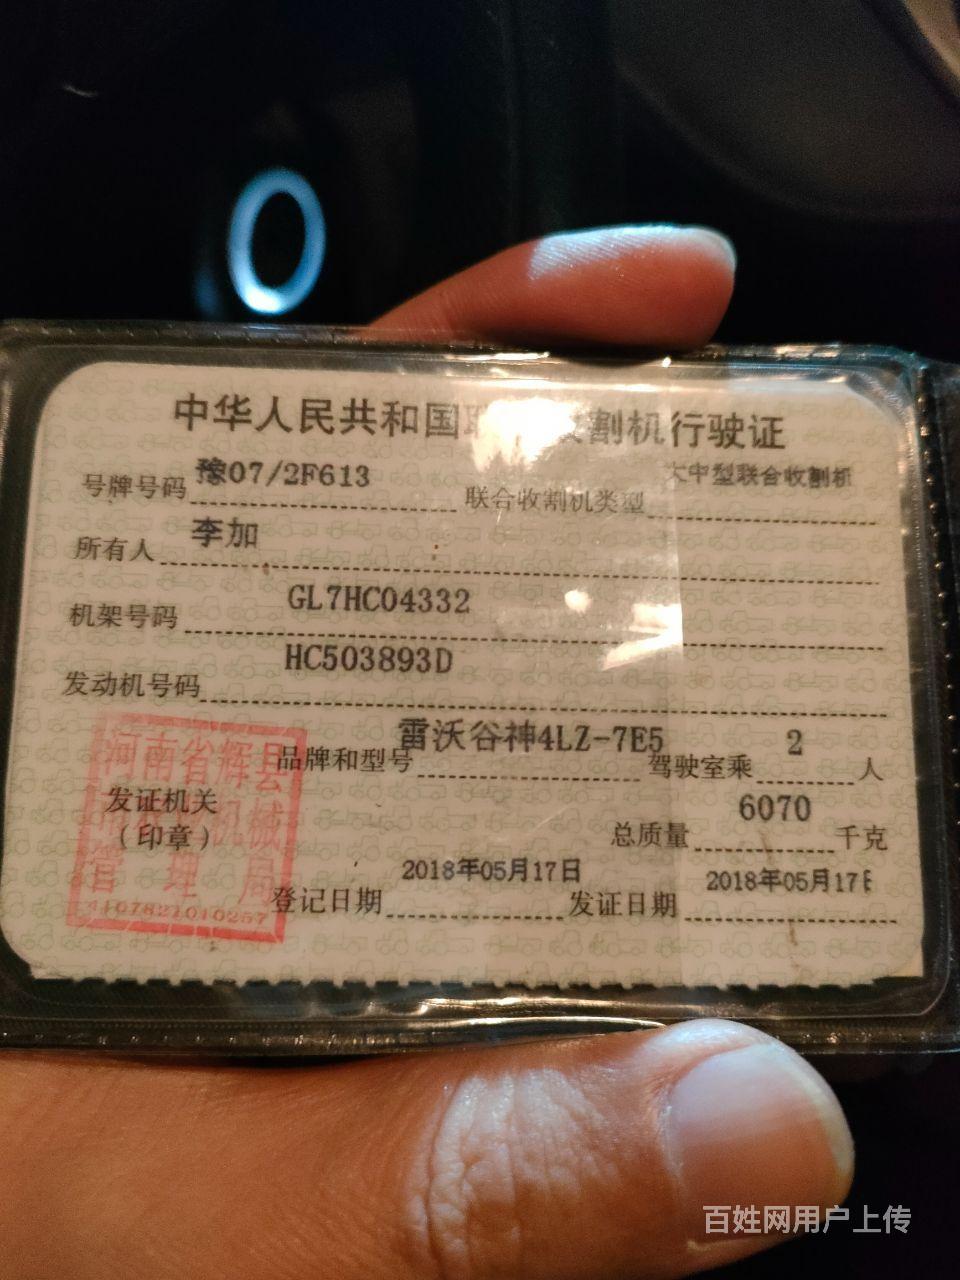 中华人民共和国联合收割机行驶证
号牌号码 豫07/2F613 联合收割机类型 大中型联合收割机
所有人 李加
机架号码 GL7HC04332
发动机号码 HC503893D
品牌和型号 雷沃谷神4LZ-7E5 驾驶室乘 2 人
发证机关
(印章) 总质量 6070 千克
登记日期 2018年05月17日 发证日期 2018年05月17日
河南省辉县
机械
管理局
4107821010257
百姓网用户上传